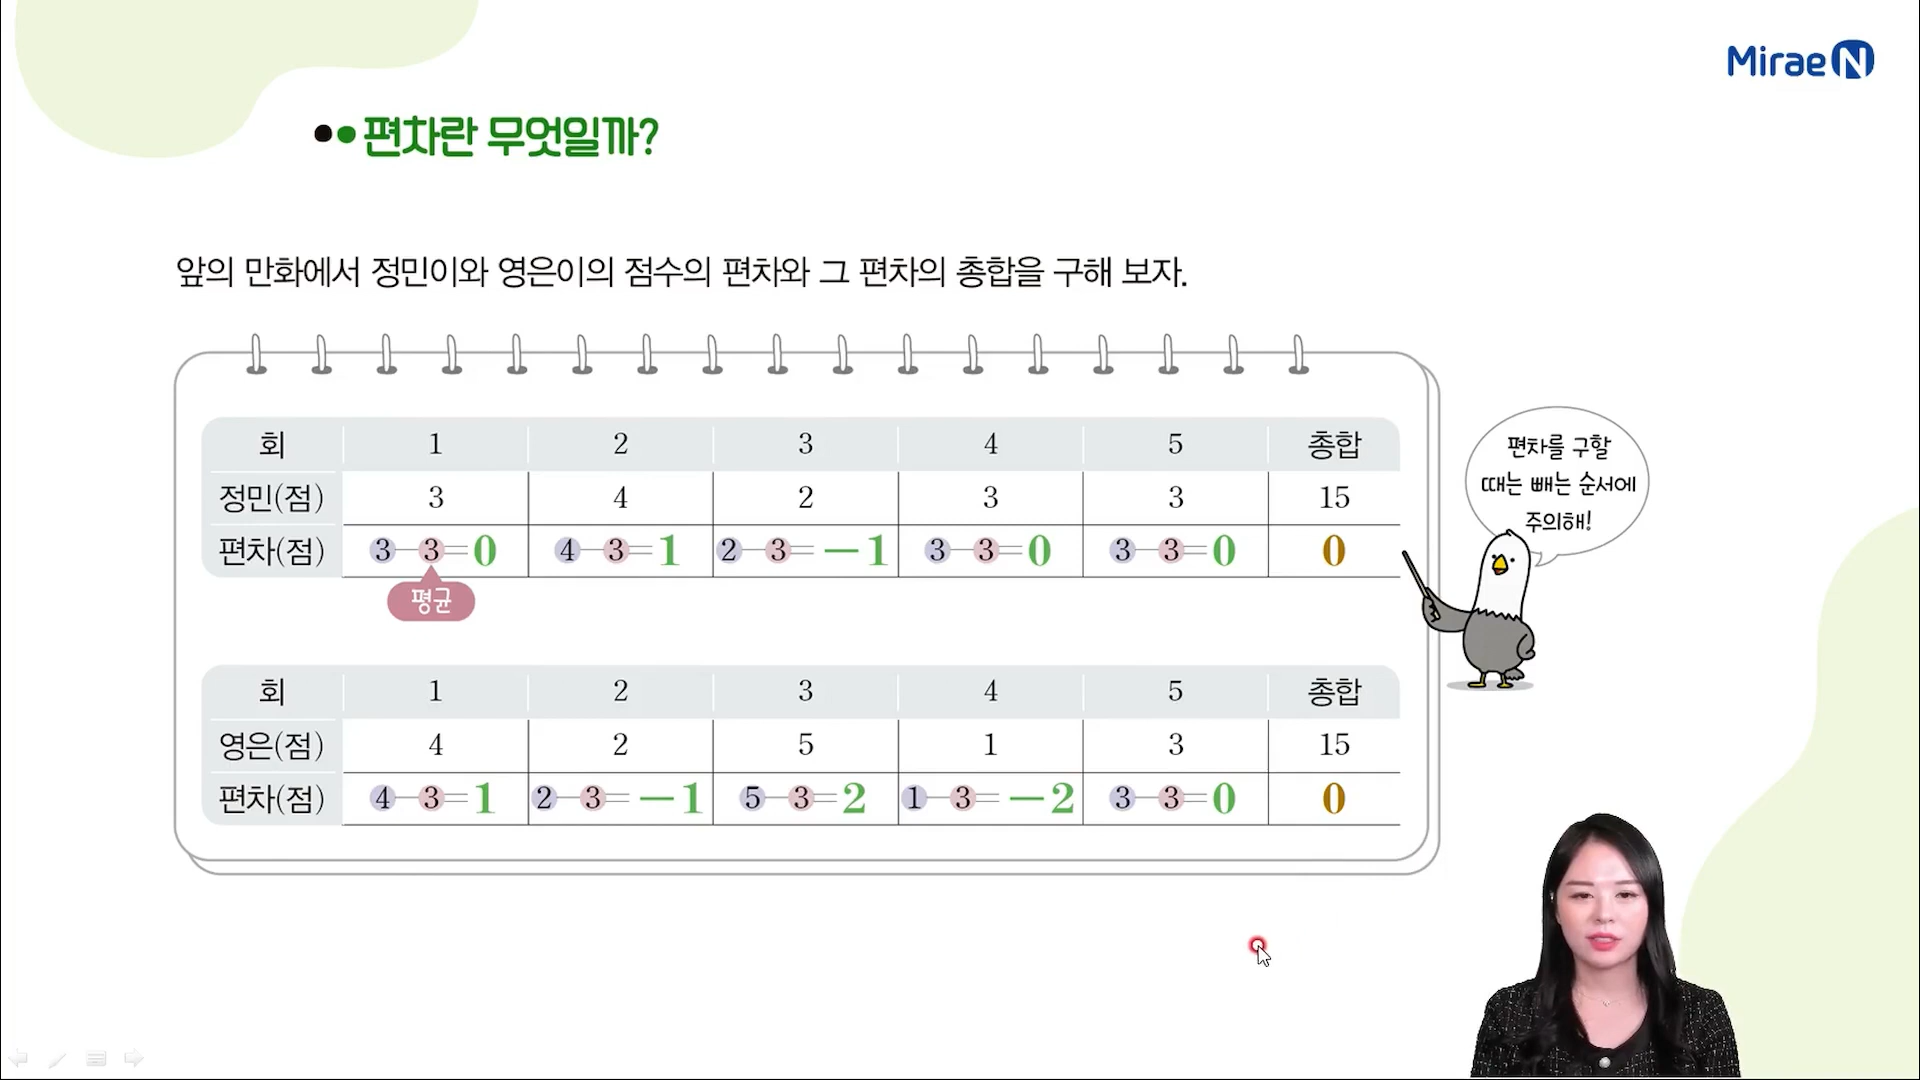 Mirae N
편차란 무엇일까?
앞의 만화에서 정민이와 영은이의 점수의 편차와 그 편차의 총합을 구해 보자.
회 1 2 3 4 5 총합
정민(점) 3 4 2 3 3 15
편차(점) 3-3=0 4-3=1 2-3=-1 3-3=0 3-3=0 0
평균
편차를 구할
때는 빼는 순서에
주의해!
회 1 2 3 4 5 총합
영은(점) 4 2 5 1 3 15
편차(점) 4-3=1 2-3=-1 5-3=2 1-3=-2 3-3=0 0